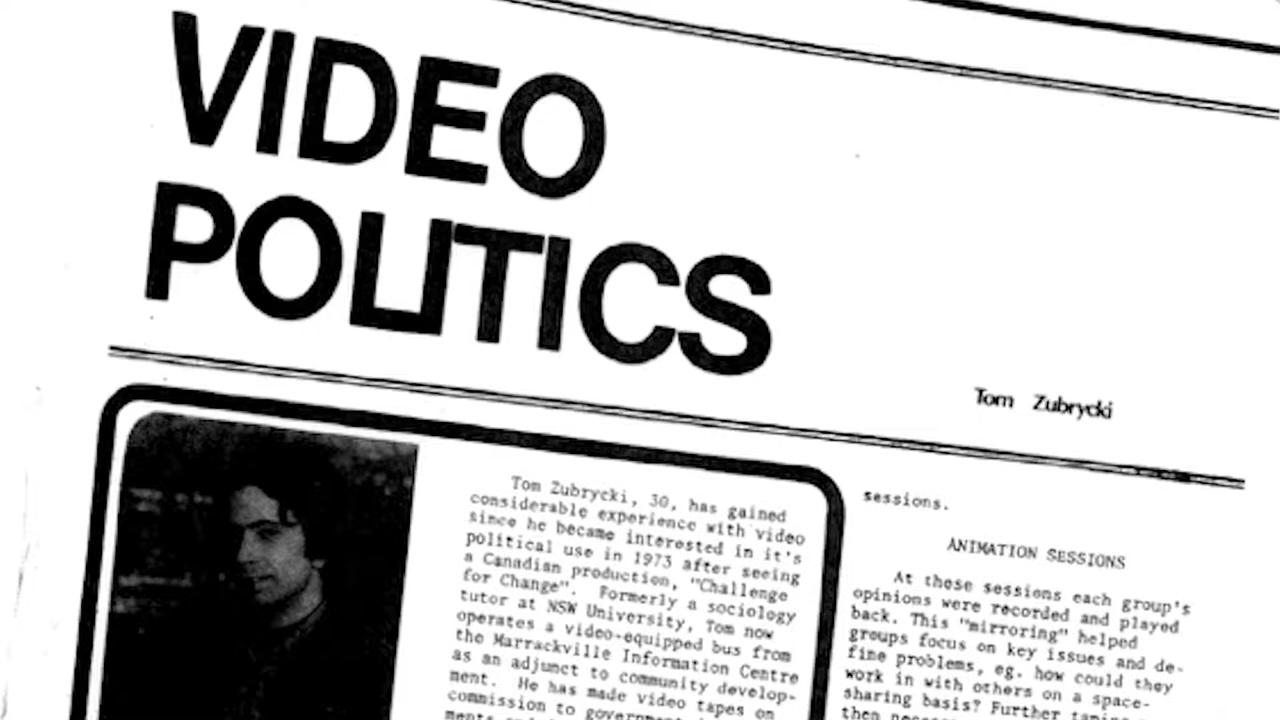 VIDEO
POLITICS
Tom Zubrycki
Tom Zubrycki, 30, has gained
considerable experience with video
since he became interested in it's
political use in 1973 after seeing
a Canadian production, "Challenge
for Change". Formerly a sociology
tutor at NSW University, Tom now
operates a video-equipped bus from
the Marrackville Information Centre
as an adjunct to community develop-
ment. He has made video tapes on
commission to government
sessions.
ANIMATION SESSIONS
At these sessions each group's
opinions were recorded and played
back. This "mirroring" helped
groups focus on key issues and de-
fine problems, eg. how could they
work in with others on a space-
sharing basis? Further
then